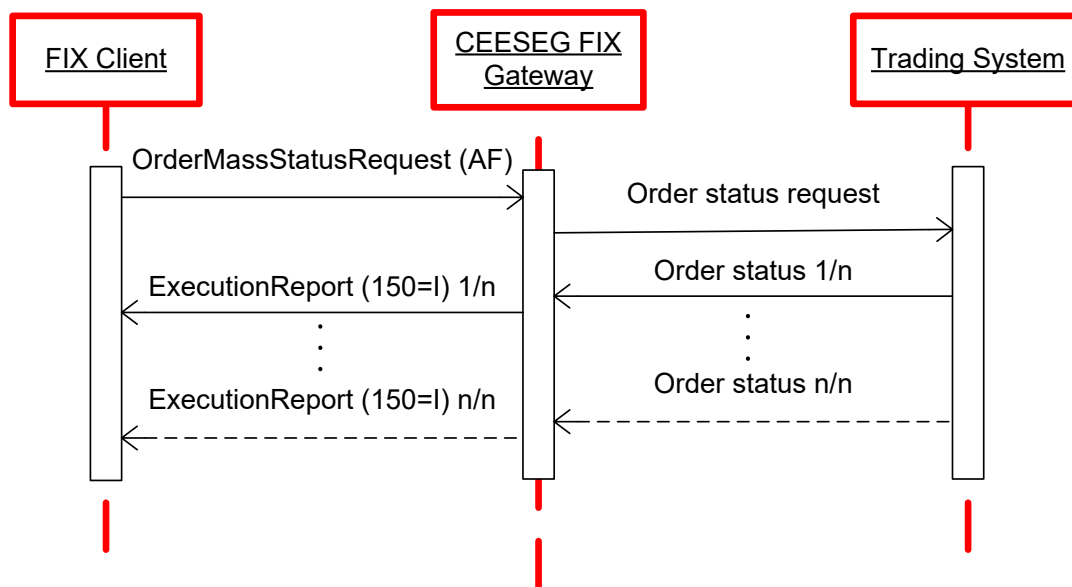 FIX Client
CEESEG FIX
Gateway
Trading System
OrderMassStatusRequest (AF)
Order status request
Order status 1/n
ExecutionReport (150=I) 1/n
Order status n/n
ExecutionReport (150=I) n/n